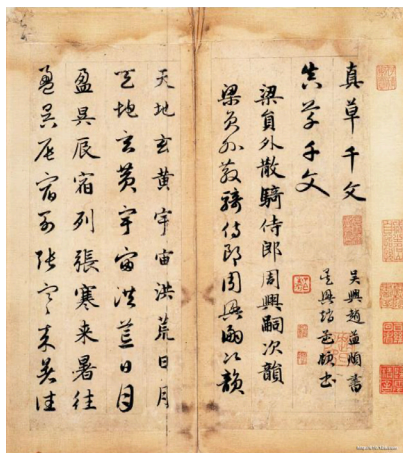 真草千文
真草千文
吳興趙孟頫書
吳興趙孟頫書
梁員外散騎侍郎周興嗣次韻
梁員外散騎侍郎周興嗣次韻
天地玄黃宇宙洪荒日月
天地玄黃宇宙洪荒日月
盈昃辰宿列張寒来暑往
盈昃辰宿列張寒来暑往